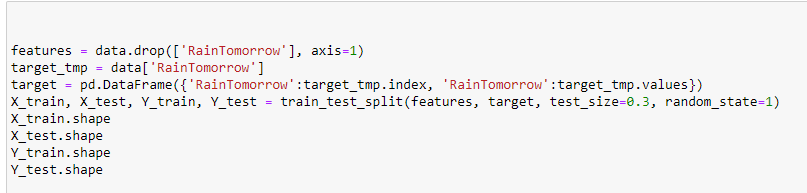 features = data.drop(['RainTomorrow'], axis=1)
target_tmp = data['RainTomorrow']
target = pd.DataFrame({'RainTomorrow':target_tmp.index, 'RainTomorrow':target_tmp.values})
X_train, X_test, Y_train, Y_test = train_test_split(features, target, test_size=0.3, random_state=1)
X_train.shape
X_test.shape
Y_train.shape
Y_test.shape